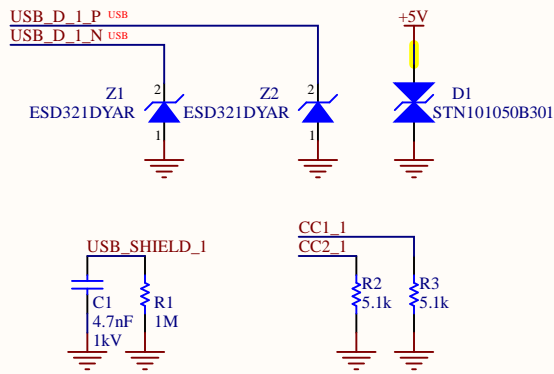 USB_D_1_P USB
USB_D_1_N USB
+5V
Z1
ESD321DYAR
2
1
Z2
ESD321DYAR
2
1
D1
STN101050B301
USB_SHIELD_1
C1
4.7nF
1kV
R1
1M
CC1_1
CC2_1
R2
5.1k
R3
5.1k